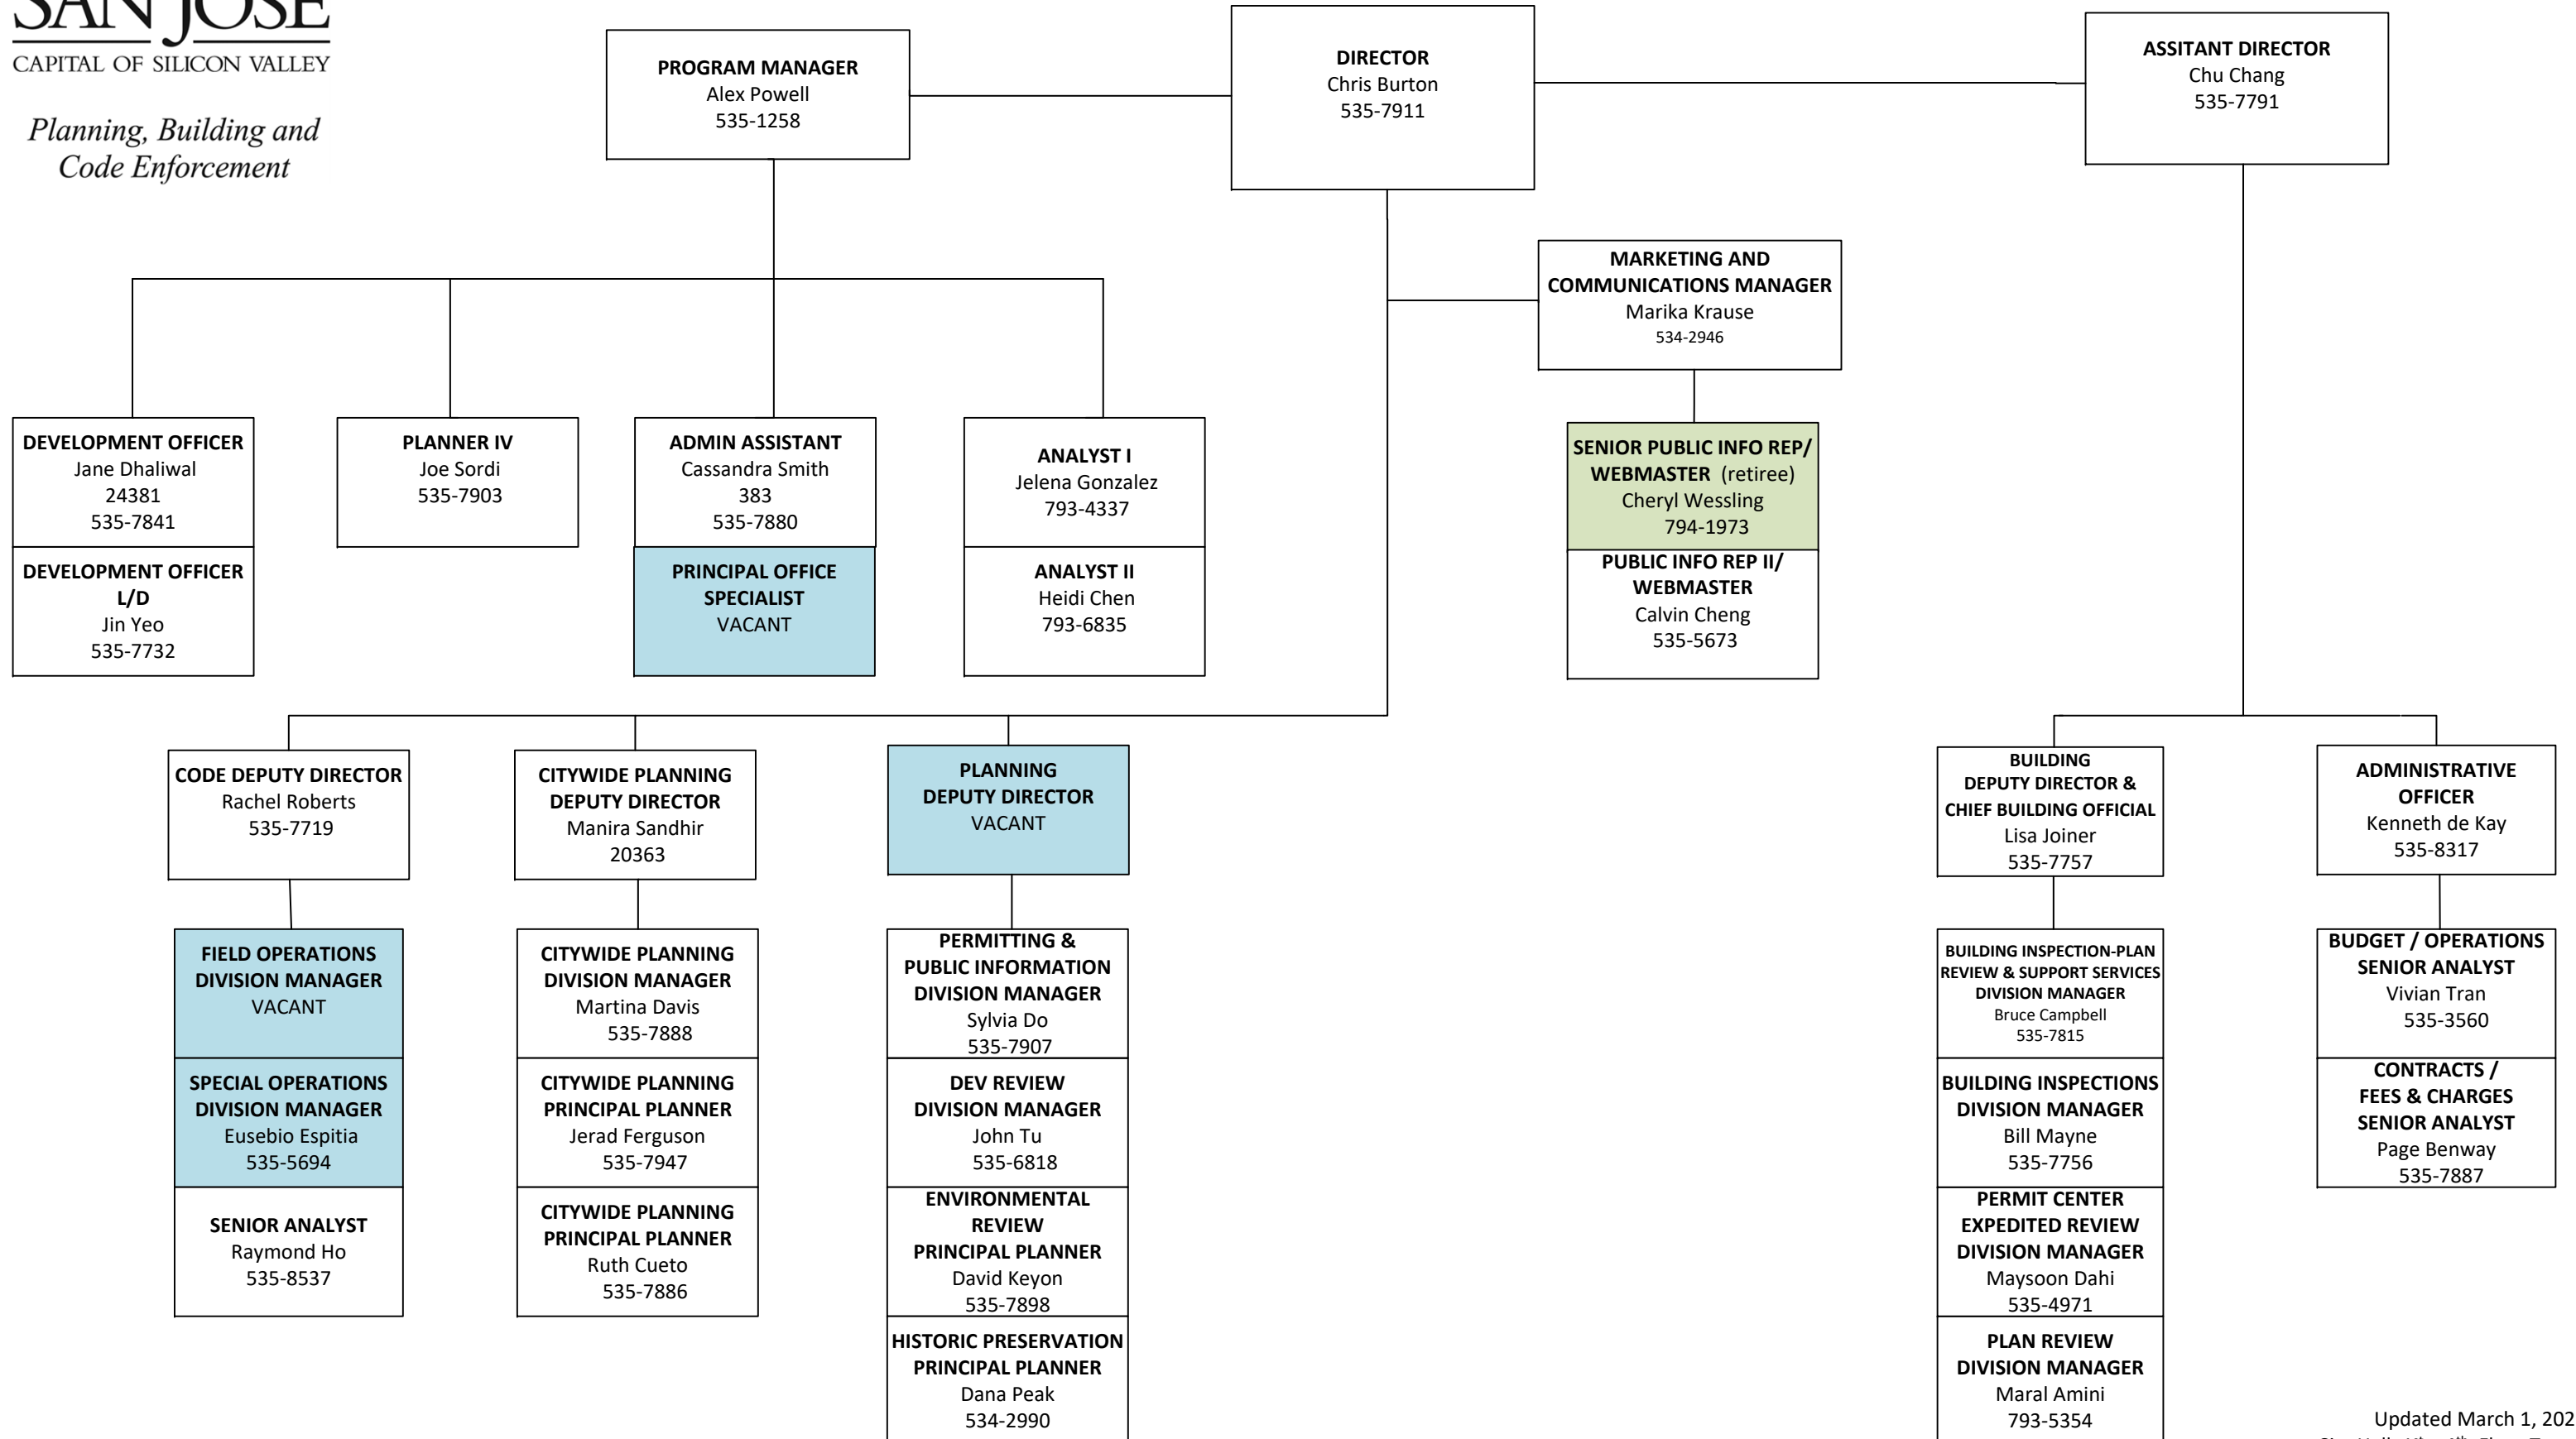 SAN JOSE
CAPITAL OF SILICON VALLEY
Planning, Building and
Code Enforcement
PROGRAM MANAGER
Alex Powell
535-1258
DIRECTOR
Chris Burton
535-7911
ASSITANT DIRECTOR
Chu Chang
535-7791
MARKETING AND
COMMUNICATIONS MANAGER
Marika Krause
534-2946
DEVELOPMENT OFFICER
Jane Dhaliwal
24381
535-7841
DEVELOPMENT OFFICER
L/D
Jin Yeo
535-7732
PLANNER IV
Joe Sordi
535-7903
ADMIN ASSISTANT
Cassandra Smith
383
535-7880
PRINCIPAL OFFICE
SPECIALIST
VACANT
ANALYST I
Jelena Gonzalez
793-4337
ANALYST II
Heidi Chen
793-6835
SENIOR PUBLIC INFO REP/
WEBMASTER (retiree)
Cheryl Wessling
794-1973
PUBLIC INFO REP II/
WEBMASTER
Calvin Cheng
535-5673
CODE DEPUTY DIRECTOR
Rachel Roberts
535-7719
FIELD OPERATIONS
DIVISION MANAGER
VACANT
SPECIAL OPERATIONS
DIVISION MANAGER
Eusebio Espitia
535-5694
SENIOR ANALYST
Raymond Ho
535-8537
CITYWIDE PLANNING
DEPUTY DIRECTOR
Manira Sandhir
20363
CITYWIDE PLANNING
DIVISION MANAGER
Martina Davis
535-7888
CITYWIDE PLANNING
PRINCIPAL PLANNER
Jerad Ferguson
535-7947
CITYWIDE PLANNING
PRINCIPAL PLANNER
Ruth Cueto
535-7886
PLANNING
DEPUTY DIRECTOR
VACANT
PERMITTING &
PUBLIC INFORMATION
DIVISION MANAGER
Sylvia Do
535-7907
DEV REVIEW
DIVISION MANAGER
John Tu
535-6818
ENVIRONMENTAL
REVIEW
PRINCIPAL PLANNER
David Keyon
535-7898
HISTORIC PRESERVATION
PRINCIPAL PLANNER
Dana Peak
534-2990
BUILDING
DEPUTY DIRECTOR &
CHIEF BUILDING OFFICIAL
Lisa Joiner
535-7757
BUILDING INSPECTION-PLAN
REVIEW & SUPPORT SERVICES
DIVISION MANAGER
Bruce Campbell
535-7815
BUILDING INSPECTIONS
DIVISION MANAGER
Bill Mayne
535-7756
PERMIT CENTER
EXPEDITED REVIEW
DIVISION MANAGER
Maysoon Dahi
535-4971
PLAN REVIEW
DIVISION MANAGER
Maral Amini
793-5354
ADMINISTRATIVE
OFFICER
Kenneth de Kay
535-8317
BUDGET / OPERATIONS
SENIOR ANALYST
Vivian Tran
535-3560
CONTRACTS /
FEES & CHARGES
SENIOR ANALYST
Page Benway
535-7887
Updated March 1, 202